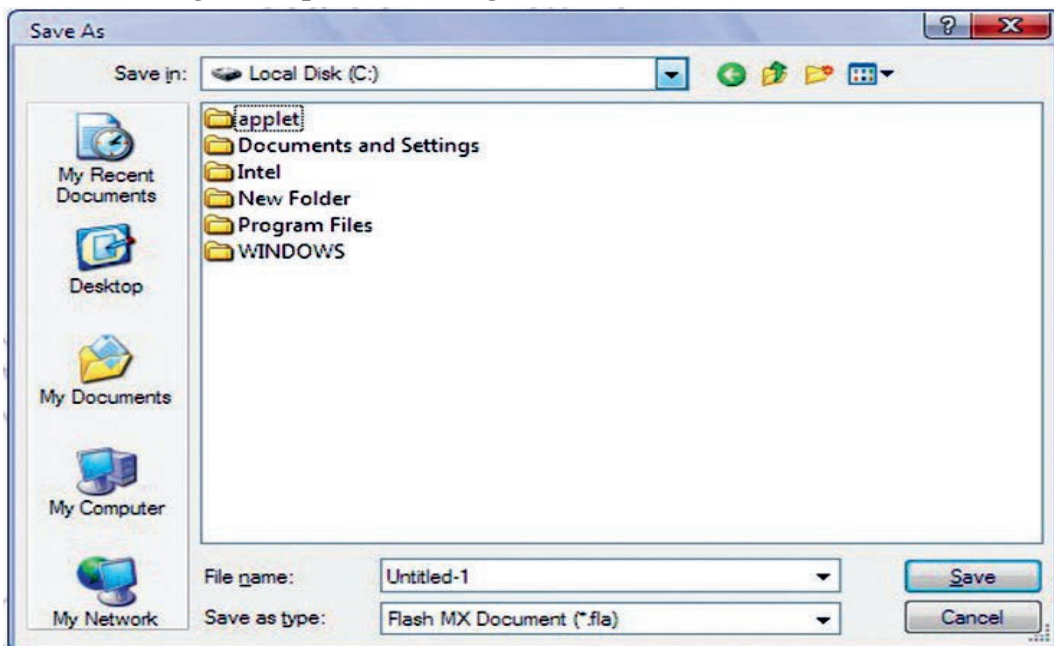 Save As
?
X
Save in:
Local Disk (C:)
applet
Documents and Settings
Intel
New Folder
Program Files
WINDOWS
My Recent
Documents
Desktop
My Documents
My Computer
My Network
File name:
Untitled-1
Save
Save as type:
Flash MX Document (*.fla)
Cancel